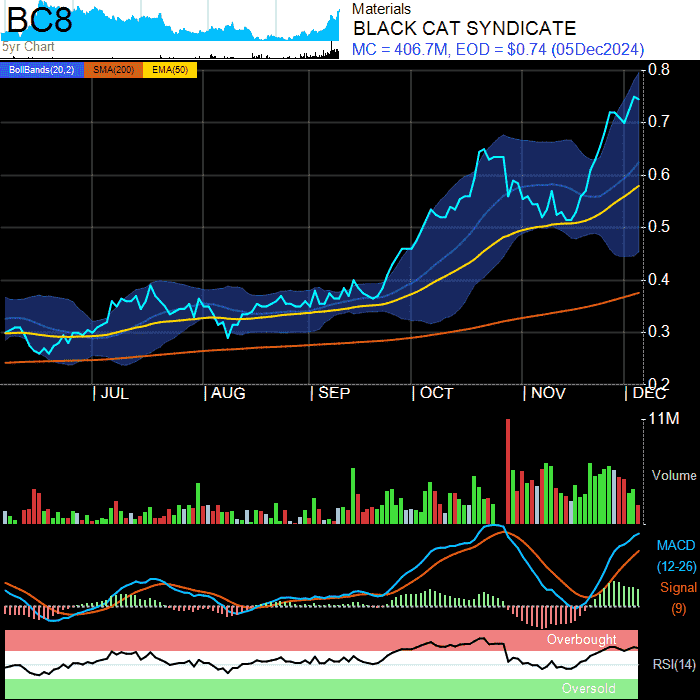 BC8
5yr Chart
Materials
BLACK CAT SYNDICATE
MC = 406.7M, EOD = $0.74 (05Dec2024)
BollBands(20,2) SMA(200) EMA(50)
0.8
0.7
0.6
0.5
0.4
0.3
0.2
JUL AUG SEP OCT NOV DEC
11M
Volume
MACD
(12-26)
Signal
(9)
Overbought
RSI(14)
Oversold